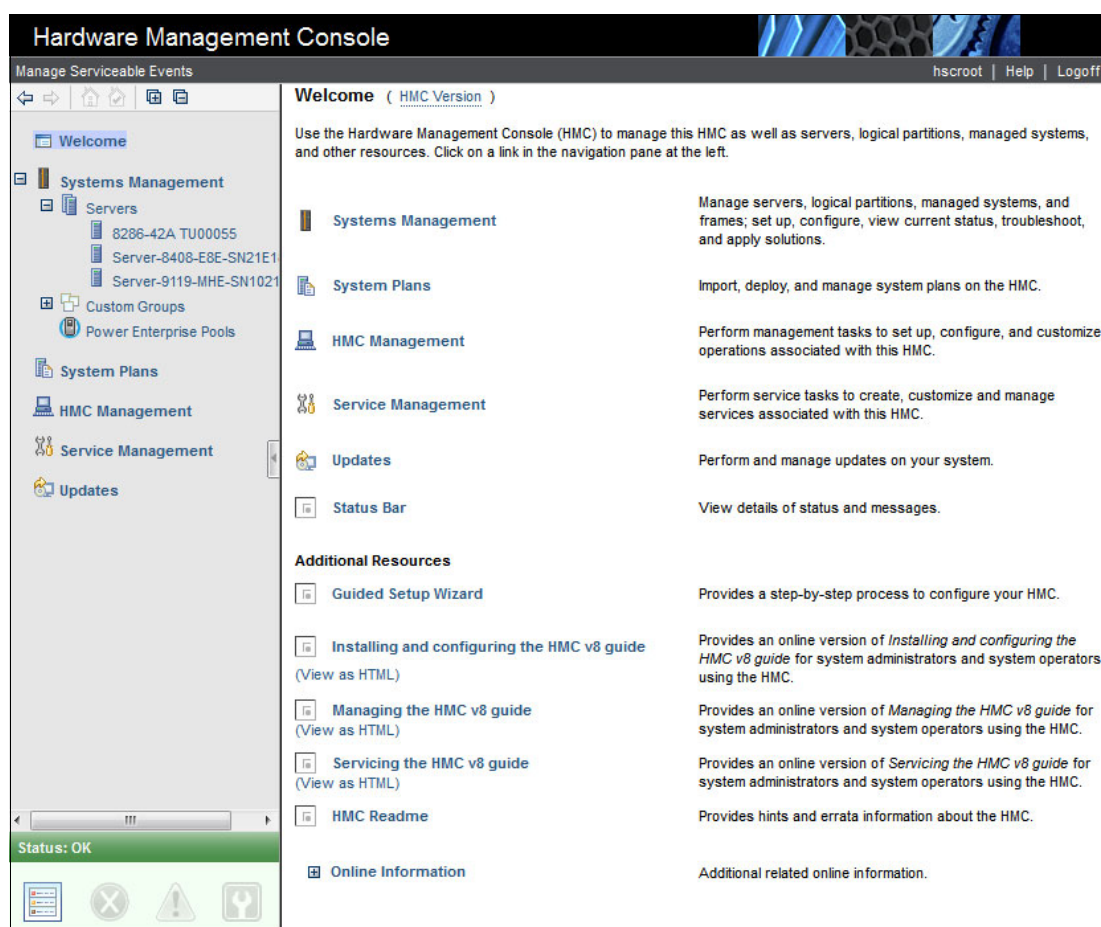 Hardware Management Console
Manage Serviceable Events
hscroot | Help | Logoff
Welcome
Systems Management
Servers
8286-42A TU00055
Server-8408-E8E-SN21E1
Server-9119-MHE-SN1021
Custom Groups
Power Enterprise Pools
System Plans
HMC Management
Service Management
Updates
Status: OK
Welcome ( HMC Version )
Use the Hardware Management Console (HMC) to manage this HMC as well as servers, logical partitions, managed systems,
and other resources. Click on a link in the navigation pane at the left.
Systems Management
Manage servers, logical partitions, managed systems, and
frames; set up, configure, view current status, troubleshoot,
and apply solutions.
System Plans
Import, deploy, and manage system plans on the HMC.
HMC Management
Perform management tasks to set up, configure, and customize
operations associated with this HMC.
Service Management
Perform service tasks to create, customize and manage
services associated with this HMC.
Updates
Perform and manage updates on your system.
Status Bar
View details of status and messages.
Additional Resources
Guided Setup Wizard
Provides a step-by-step process to configure your HMC.
Installing and configuring the HMC v8 guide
(View as HTML)
Provides an online version of Installing and configuring the
HMC v8 guide for system administrators and system operators
using the HMC.
Managing the HMC v8 guide
(View as HTML)
Provides an online version of Managing the HMC v8 guide for
system administrators and system operators using the HMC.
Servicing the HMC v8 guide
(View as HTML)
Provides an online version of Servicing the HMC v8 guide for
system administrators and system operators using the HMC.
HMC Readme
Provides hints and errata information about the HMC.
Online Information
Additional related online information.